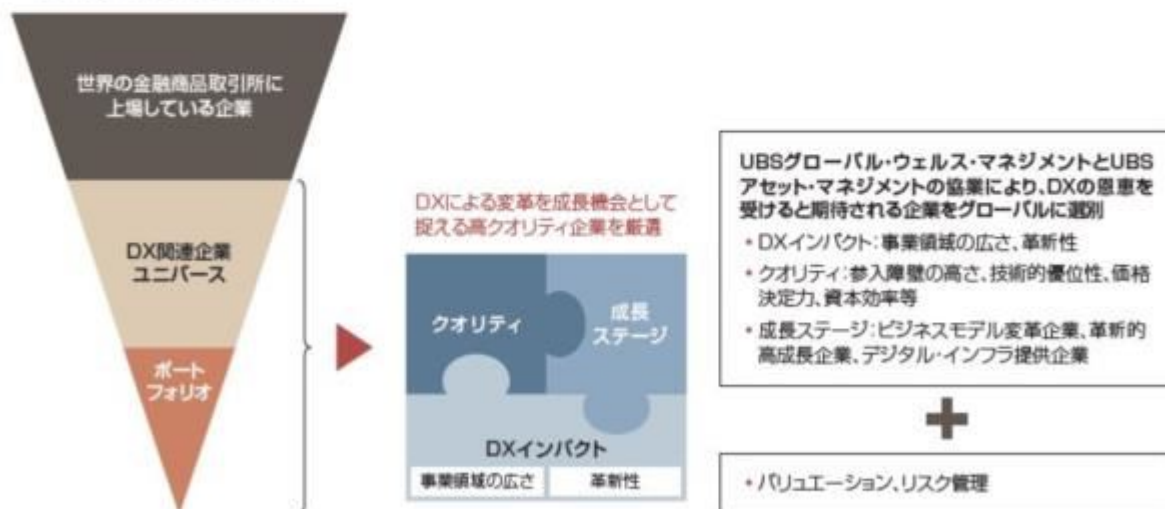 世界の金融商品取引所に
上場している企業
DX関連企業
ユニバース
ポート
フォリオ
DXによる変革を成長機会として
捉える高クオリティ企業を厳選
クオリティ
成長
ステージ
DXインパクト
事業領域の広さ
革新性
UBSグローバル・ウェルス・マネジメントとUBS
アセット・マネジメントの協業により、DXの恩恵を
受けると期待される企業をグローバルに選別
・DXインパクト:事業領域の広さ、革新性
・クオリティ:参入障壁の高さ、技術的優位性、価格
決定力、資本効率等
・成長ステージ:ビジネスモデル変革企業、革新的
高成長企業、デジタル・インフラ提供企業
+
・バリュエーション、リスク管理